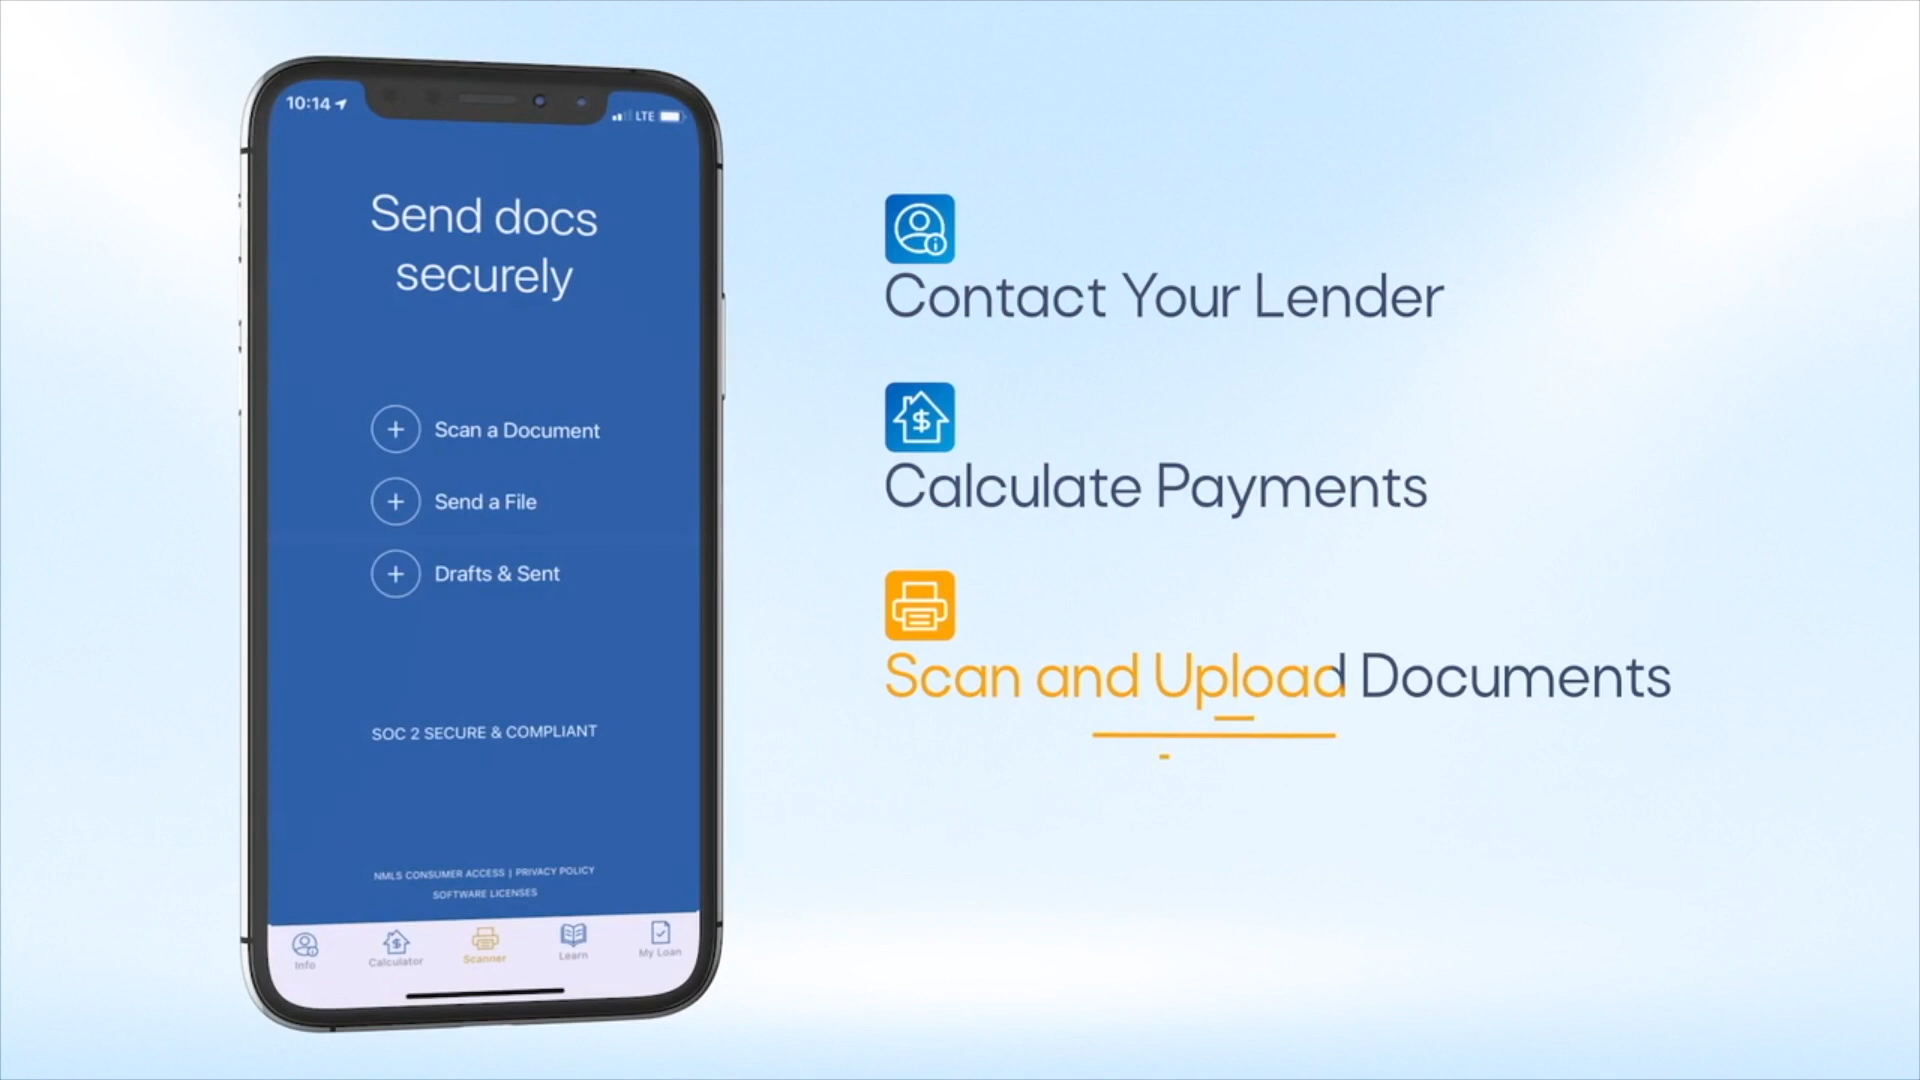 10:14
LTE
Send docs
securely
Scan a Document
Send a File
Drafts & Sent
SOC 2 SECURE & COMPLIANT
NMLS CONSUMER ACCESS | PRIVACY POLICY
SOFTWARE LICENSES
Info
Calculator
Scanner
Learn
My Loan
Contact Your Lender
Calculate Payments
Scan and Upload Documents